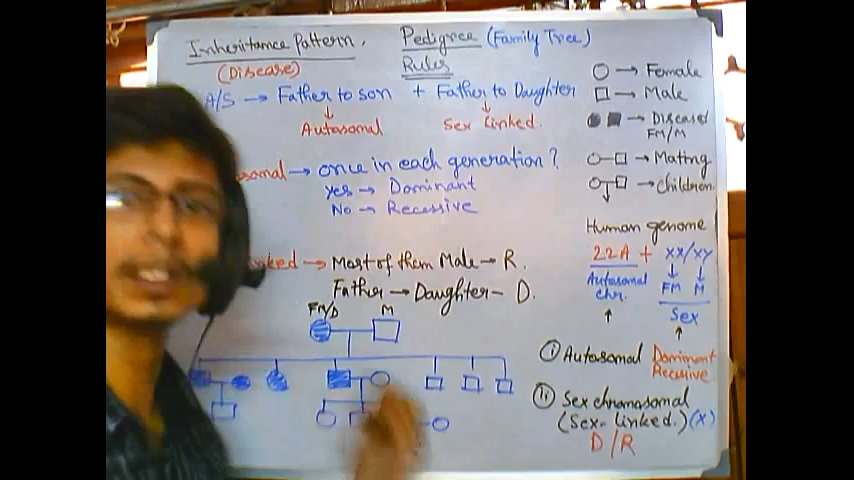 Inheritance Pattern.
(Disease)
Pedigree (Family Tree)
Rules
A/S → Father to son + Father to Daughter
↓ Autosomal ↓ Sex linked.
→ once in each generation?
Yes → Dominant
No → Recessive
→ Most of them Male → R.
Father → Daughter - D.
FM/D M
○ → Female
□ → Male
→ Diseased
FM/M
→ Mating
→ children
Human genome
22A + xx/xy
Autosomal
chr.
↓ ↓
FM M
Sex
↑ ↑
(i) Autosomal Dominant
Recessive
(ii) Sex chromosomal
(Sex-linked.) (X)
D/R